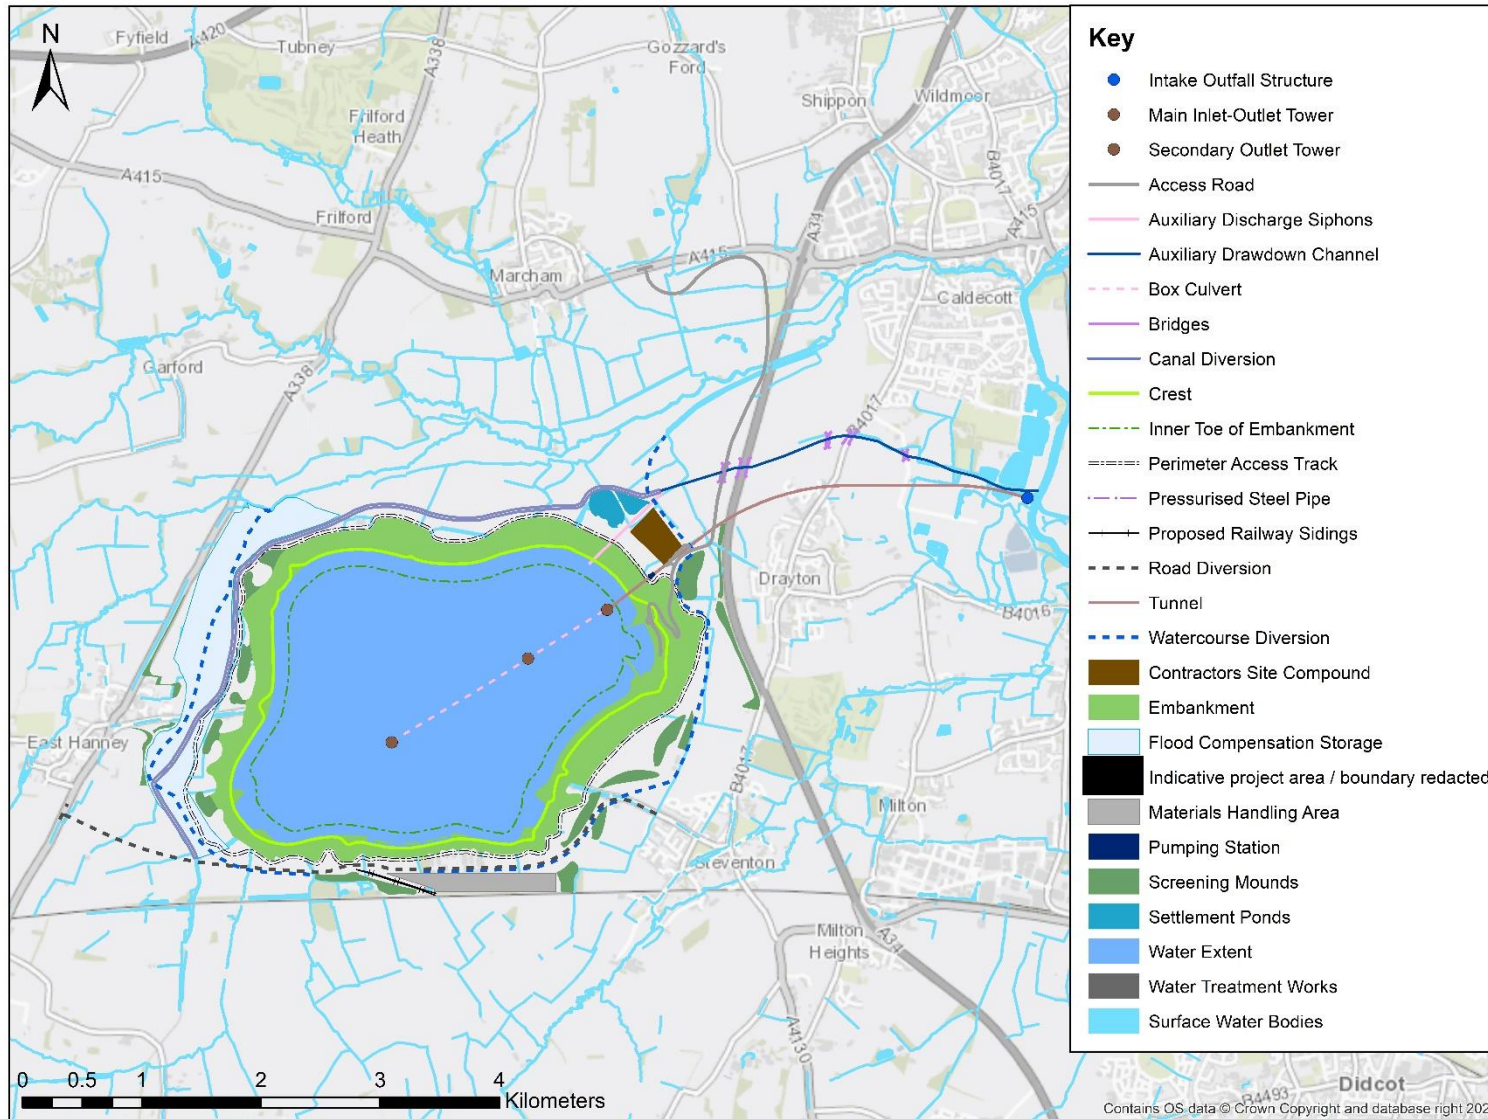 N
Fyfield
A420
Tubney
A338
Gozzard's
Ford
Shippon
Wildmoor
Frilford
Heath
B4017
A415
Frilford
A415
A34
A415
Marcham
Caldecott
Garford
A338
B4017
Drayton
B4016
East Hanney
B4017
Milton
Steventon
Milton
Heights
A34
A4130
B4493
Didcot
0 0.5 1 2 3 4
Kilometers
Key
Intake Outfall Structure
Main Inlet-Outlet Tower
Secondary Outlet Tower
Access Road
Auxiliary Discharge Siphons
Auxiliary Drawdown Channel
Box Culvert
Bridges
Canal Diversion
Crest
Inner Toe of Embankment
Perimeter Access Track
Pressurised Steel Pipe
Proposed Railway Sidings
Road Diversion
Tunnel
Watercourse Diversion
Contractors Site Compound
Embankment
Flood Compensation Storage
Indicative project area / boundary redacted
Materials Handling Area
Pumping Station
Screening Mounds
Settlement Ponds
Water Extent
Water Treatment Works
Surface Water Bodies
Contains OS data © Crown Copyright and database right 202